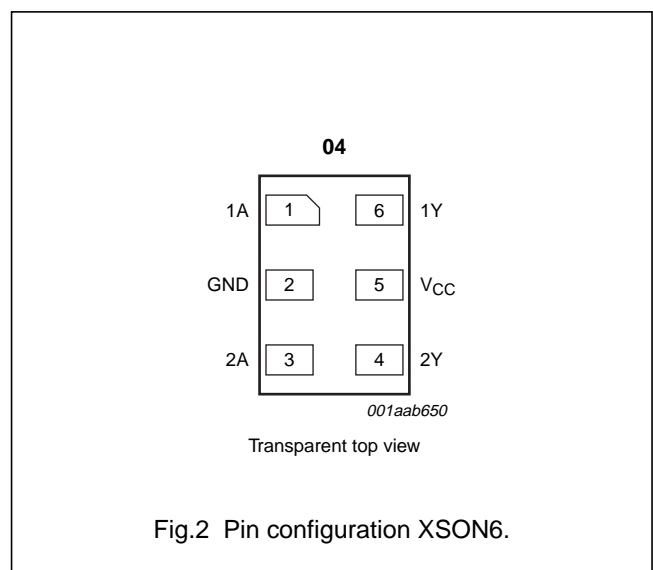 04
1A 1 6 1Y
GND 2 5 VCC
2A 3 4 2Y
001aab650
Transparent top view
Fig.2 Pin configuration XSON6.